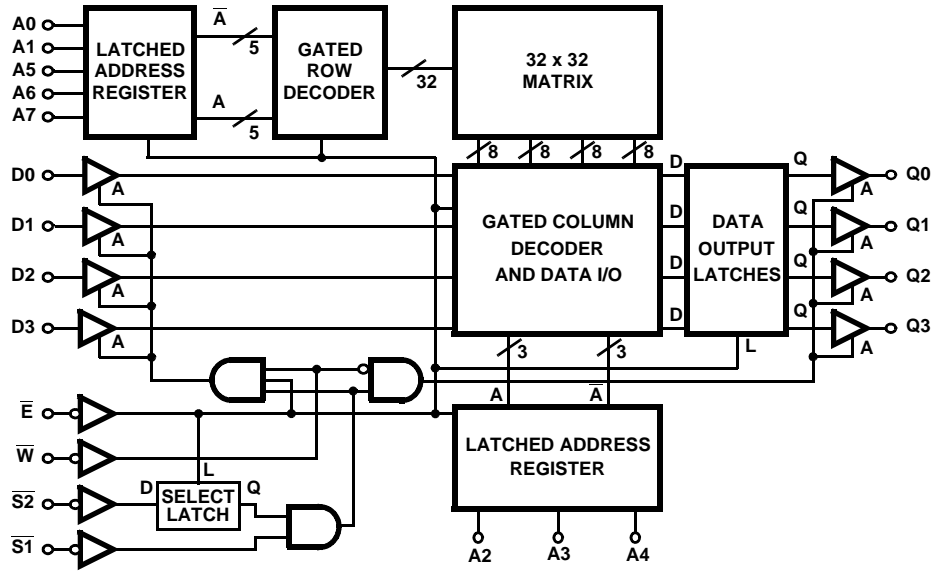 A0
A1
A5
A6
A7
LATCHED
ADDRESS
REGISTER
A̅
5
A
5
GATED
ROW
DECODER
32
32 x 32
MATRIX
8
8
8
8
D0
A
D1
A
D2
A
D3
A
GATED COLUMN
DECODER
AND DATA I/O
D
D
D
D
DATA
OUTPUT
LATCHES
L
Q
Q
Q
Q
A
Q0
A
Q1
A
Q2
A
Q3
3
3
A
A̅
E̅
W̅
S2̅
S1̅
L
D
SELECT
LATCH
Q
LATCHED ADDRESS
REGISTER
A2
A3
A4